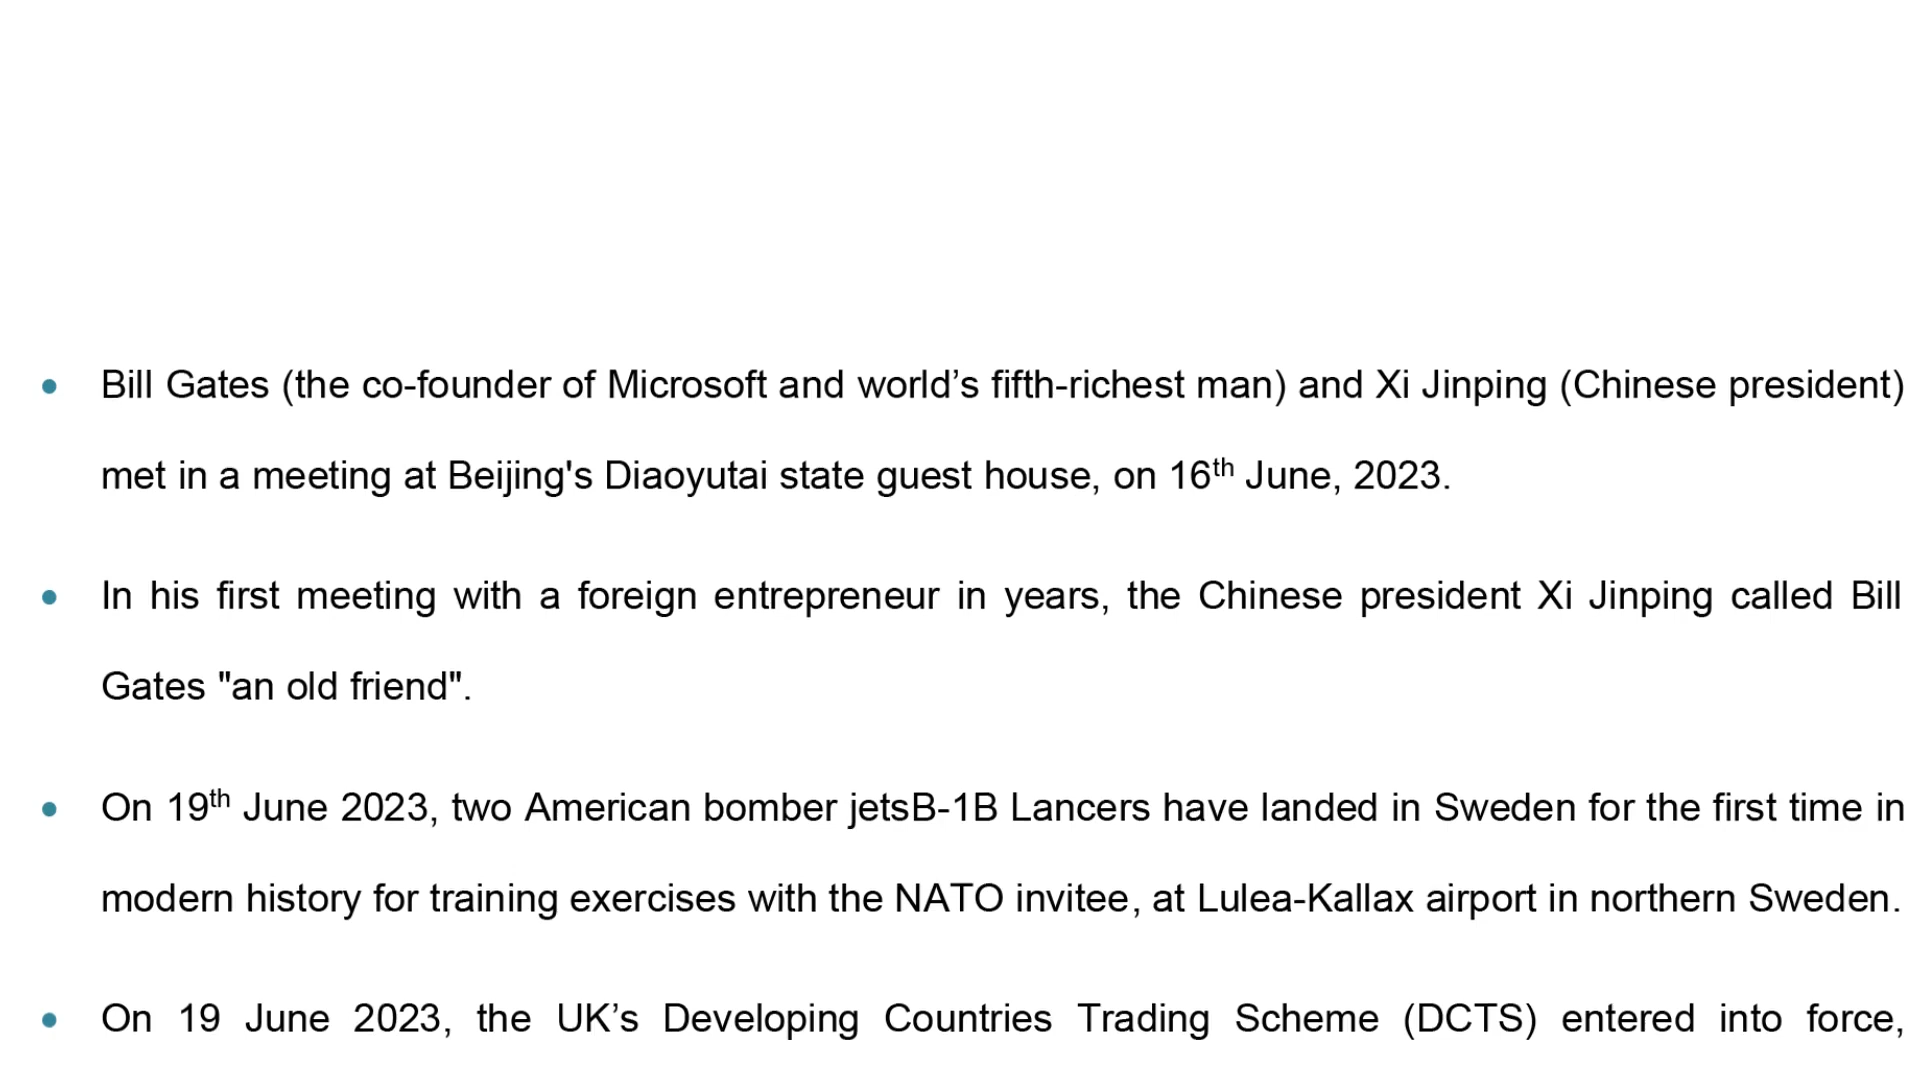 • Bill Gates (the co-founder of Microsoft and world’s fifth-richest man) and Xi Jinping (Chinese president)
met in a meeting at Beijing's Diaoyutai state guest house, on 16th June, 2023.
• In his first meeting with a foreign entrepreneur in years, the Chinese president Xi Jinping called Bill
Gates "an old friend".
• On 19th June 2023, two American bomber jetsB-1B Lancers have landed in Sweden for the first time in
modern history for training exercises with the NATO invitee, at Lulea-Kallax airport in northern Sweden.
• On 19 June 2023, the UK’s Developing Countries Trading Scheme (DCTS) entered into force,